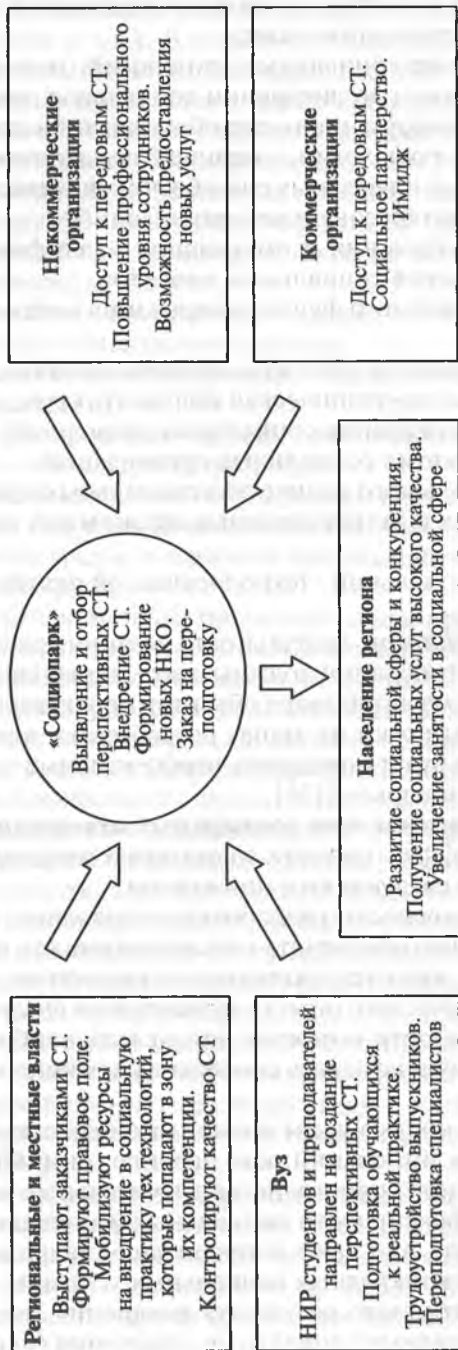 Региональные и местные власти
Выступают заказчиками СТ.
Формируют правовое поле.
Мобилизуют ресурсы
на внедрение в социальную
практику тех технологий,
которые попадают в зону
их компетенции.
Контролируют качество СТ
Вуз
НИР студентов и преподавателей
направлен на создание
перспективных СТ.
Подготовка обучающихся
к реальной практике.
Трудоустройство выпускников.
Переподготовка специалистов
«Социопарк»
Выявление и отбор
перспективных СТ.
Внедрение СТ.
Формирование
новых НКО.
Заказ на пере-
подготовку
Население региона
Развитие социальной сферы и конкуренция.
Получение социальных услуг высокого качества.
Увеличение занятости в социальной сфере
Некоммерческие
организации
Доступ к передовым СТ.
Повышение профессионального
уровня сотрудников.
Возможность предоставления
новых услуг
Коммерческие
организации
Доступ к передовым СТ.
Социальное партнерство.
Имидж